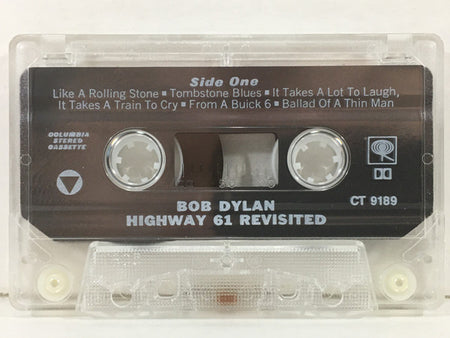 Side One
Like A Rolling Stone ■ Tombstone Blues ■ It Takes A Lot To Laugh,
It Takes A Train To Cry ■ From A Buick 6 ■ Ballad Of A Thin Man
COLUMBIA
STEREO
CASSETTE
BOB DYLAN
HIGHWAY 61 REVISITED
CT 9189